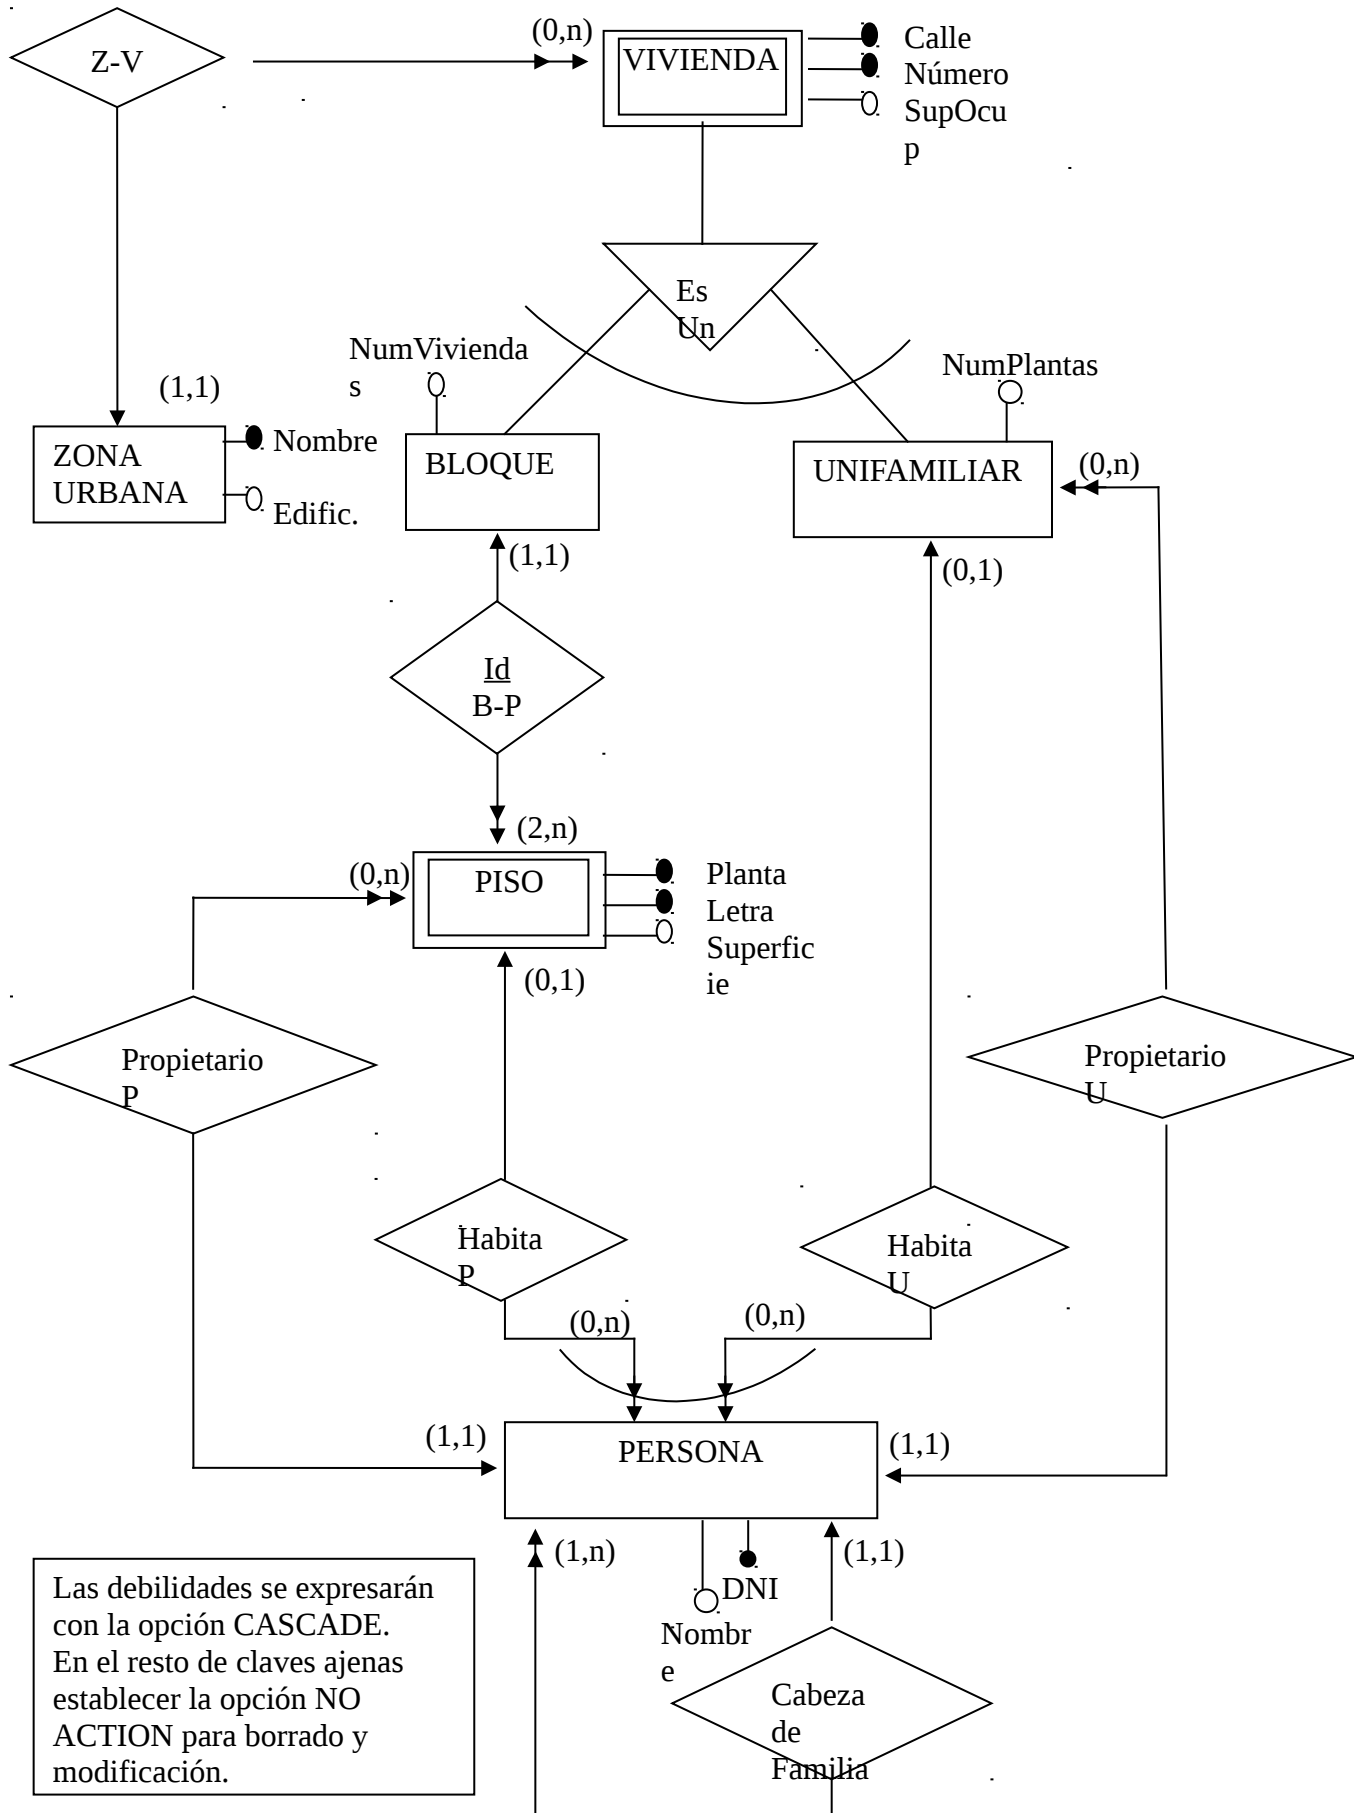 Z-V
(0,n)
VIVIENDA
Calle
Número
SupOcu
p
Es
Un
NumVivienda
s
NumPlantas
(1,1)
ZONA
URBANA
Nombre
Edific.
BLOQUE
UNIFAMILIAR
(0,n)
(1,1)
(0,1)
Id
B-P
(2,n)
(0,n)
PISO
Planta
Letra
Superfic
ie
(0,1)
Propietario
P
Propietario
U
Habita
P
Habita
U
(0,n)
(0,n)
(1,1)
PERSONA
(1,1)
(1,n)
(1,1)
DNI
Nombr
e
Las debilidades se expresarán
con la opción CASCADE.
En el resto de claves ajenas
establecer la opción NO
ACTION para borrado y
modificación.
Cabeza
de
Familia